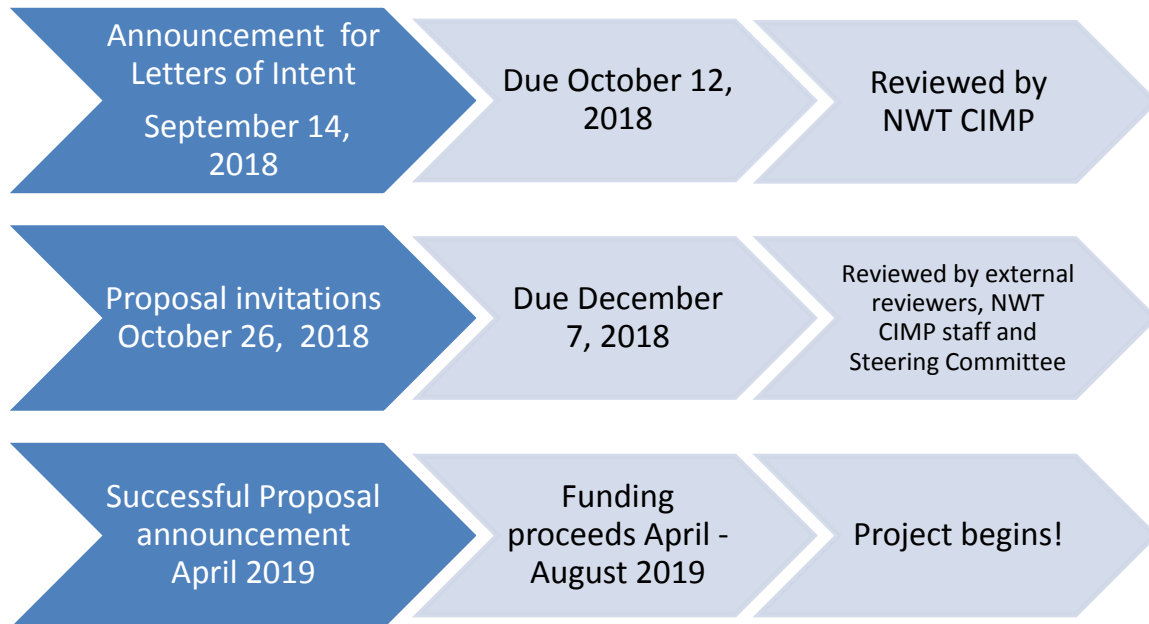 Announcement for
Letters of Intent
September 14,
2018
Due October 12,
2018
Reviewed by
NWT CIMP
Proposal invitations
October 26, 2018
Due December
7, 2018
Reviewed by external
reviewers, NWT
CIMP staff and
Steering Committee
Successful Proposal
announcement
April 2019
Funding
proceeds April -
August 2019
Project begins!